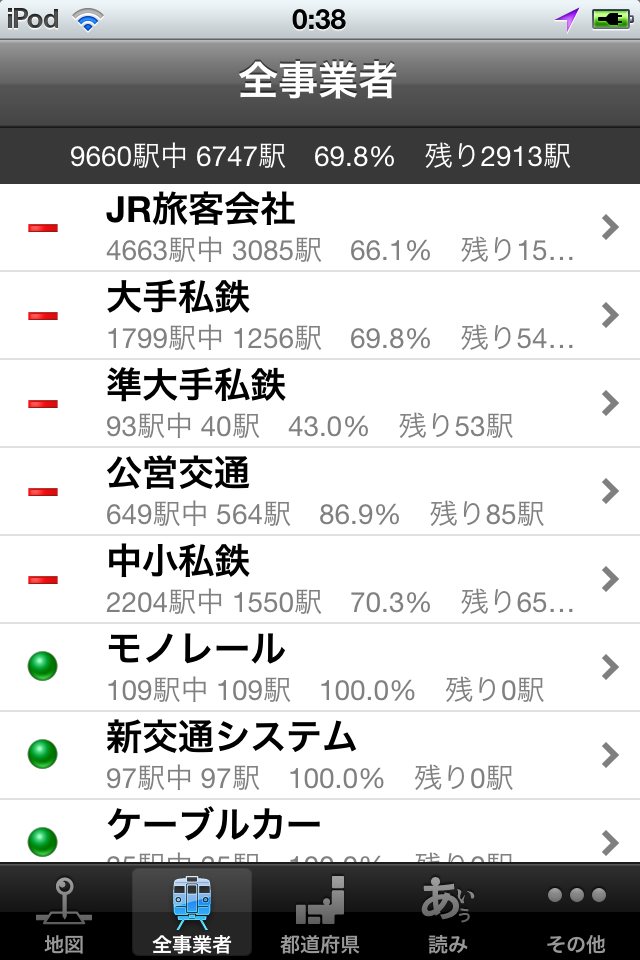 iPod 0:38
全事業者
9660駅中 6747駅 69.8% 残り2913駅
JR旅客会社
4663駅中 3085駅 66.1% 残り15…
大手私鉄
1799駅中 1256駅 69.8% 残り54…
準大手私鉄
93駅中 40駅 43.0% 残り53駅
公営交通
649駅中 564駅 86.9% 残り85駅
中小私鉄
2204駅中 1550駅 70.3% 残り65…
モノレール
109駅中 109駅 100.0% 残り0駅
新交通システム
97駅中 97駅 100.0% 残り0駅
ケーブルカー
あいう
地図 全事業者 都道府県 読み その他